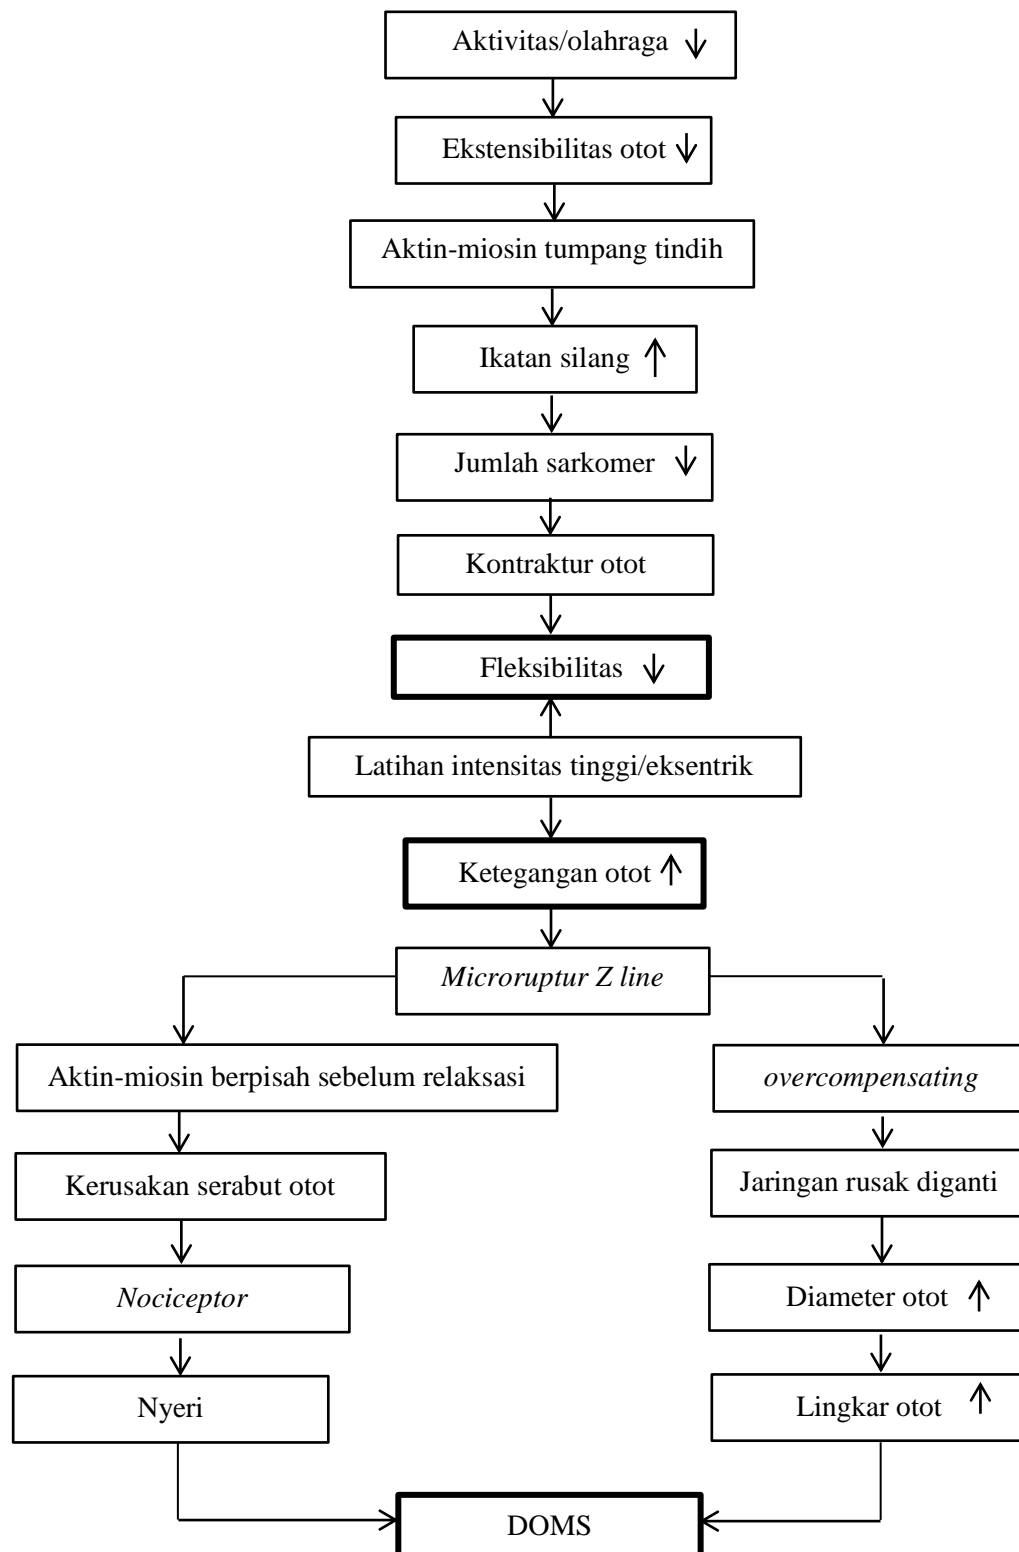 Aktivitas/olahraga ↓
Ekstensibilitas otot ↓
Aktin-miosin tumpang tindih
Ikatan silang ↑
Jumlah sarkomer ↓
Kontraktur otot
Fleksibilitas ↓
Latihan intensitas tinggi/eksentrik
Ketegangan otot ↑
Microruptur Z line
Aktin-miosin berpisah sebelum relaksasi
Kerusakan serabut otot
Nociceptor
Nyeri
overcompensating
Jaringan rusak diganti
Diameter otot ↑
Lingkar otot ↑
DOMS